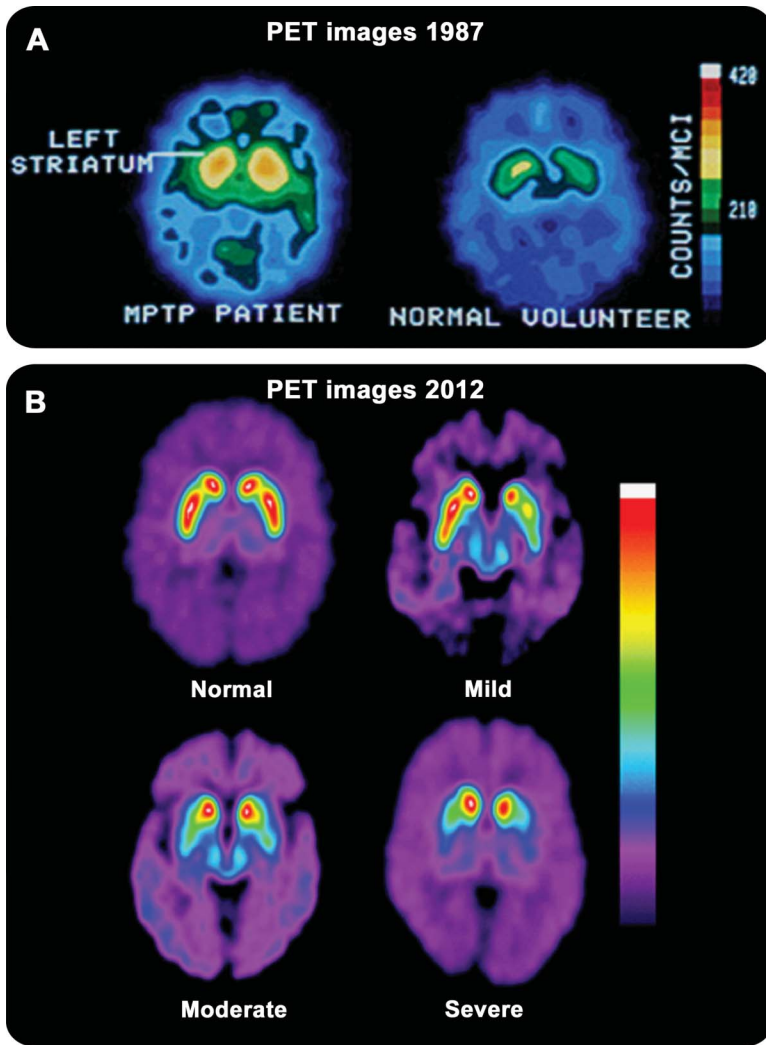 A
PET images 1987
LEFT
STRIATUM
420
210
COUNTS/MCI
MPTP PATIENT
NORMAL VOLUNTEER
B
PET images 2012
Normal
Mild
Moderate
Severe